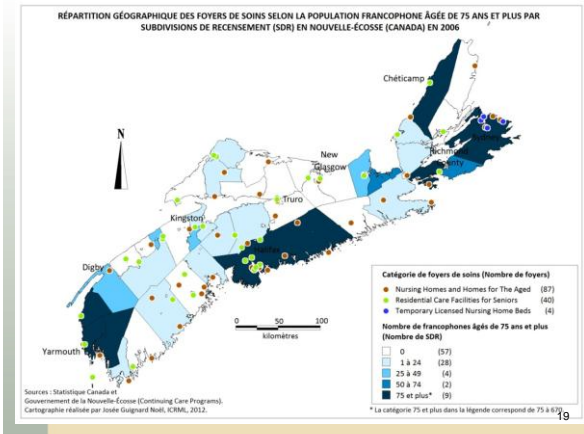 RÉPARTITION GÉOGRAPHIQUE DES FOYERS DE SOINS SELON LA POPULATION FRANCOPHONE ÂGÉE DE 75 ANS ET PLUS PAR
SUBDIVISIONS DE RECENSEMENT (SDR) EN NOUVELLE-ÉCOSSE (CANADA) EN 2006
Chéticamp
N
Sydney
New
Glasgow
Richmond
County
Truro
Kingston
Halifax
Digby
Yarmouth
0 50 100
kilomètres
Catégorie de foyers de soins (Nombre de foyers)
Nursing Homes and Homes for The Aged (87)
Residential Care Facilities for Seniors (40)
Temporary Licensed Nursing Home Beds (4)
Nombre de francophones âgés de 75 ans et plus
(Nombre de SDR)
0 (57)
1 à 24 (28)
25 à 49 (4)
50 à 74 (2)
75 et plus* (9)
Sources : Statistique Canada et
Gouvernement de la Nouvelle-Écosse (Continuing Care Programs).
Cartographie réalisée par Josée Guignard Noël, ICRML, 2012.
* La catégorie 75 et plus dans la légende correspond de 75 à 670.
19